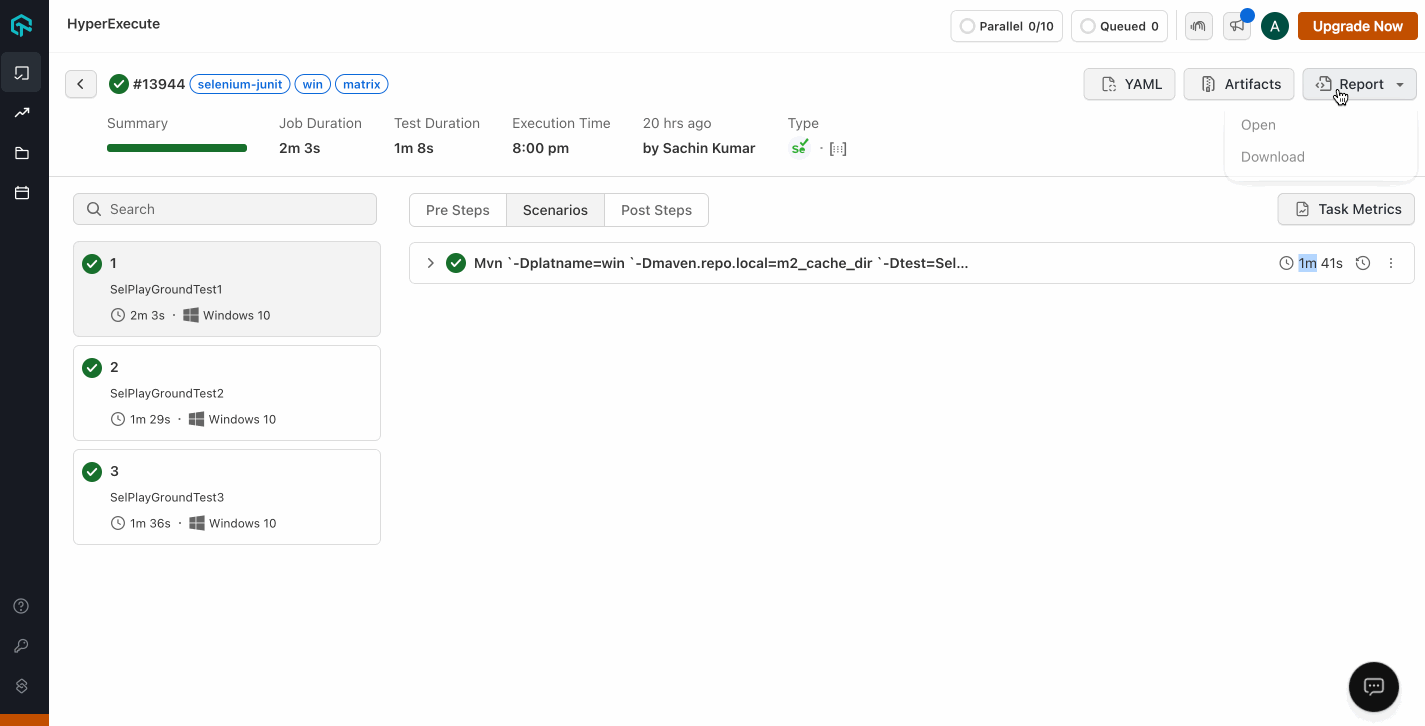 HyperExecute
Parallel 0/10
Queued 0
A
Upgrade Now
#13944 selenium-junit win matrix
YAML
Artifacts
Report
Open
Download
Summary
Job Duration
2m 3s
Test Duration
1m 8s
Execution Time
8:00 pm
20 hrs ago
by Sachin Kumar
Type
se
Search
Pre Steps
Scenarios
Post Steps
Task Metrics
1
SelPlayGroundTest1
2m 3s · Windows 10
2
SelPlayGroundTest2
1m 29s · Windows 10
3
SelPlayGroundTest3
1m 36s · Windows 10
Mvn `-Dplatname=win `-Dmaven.repo.local=m2_cache_dir `-Dtest=Sel...
1m 41s